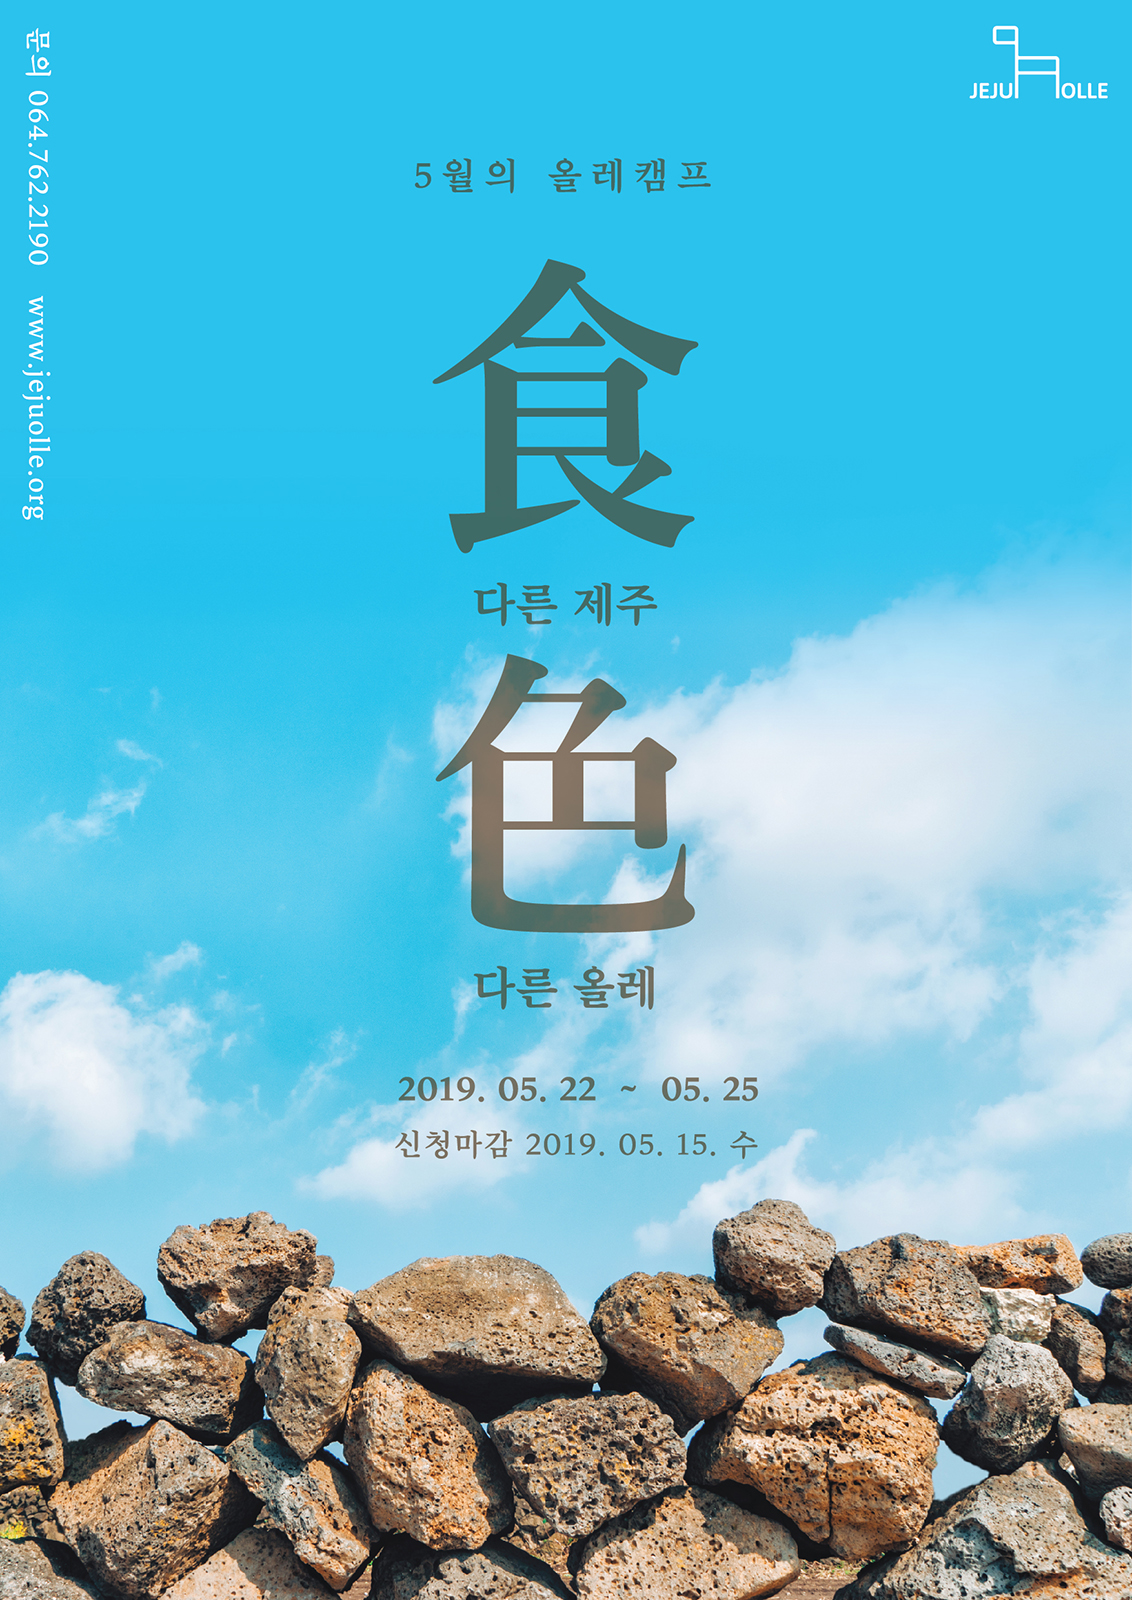 문의 064.762.2190 www.jejuolle.org
JEJU OLLE
5월의 올레캠프
食
다른 제주
色
다른 올레
2019. 05. 22 ~ 05. 25
신청마감 2019. 05. 15. 수